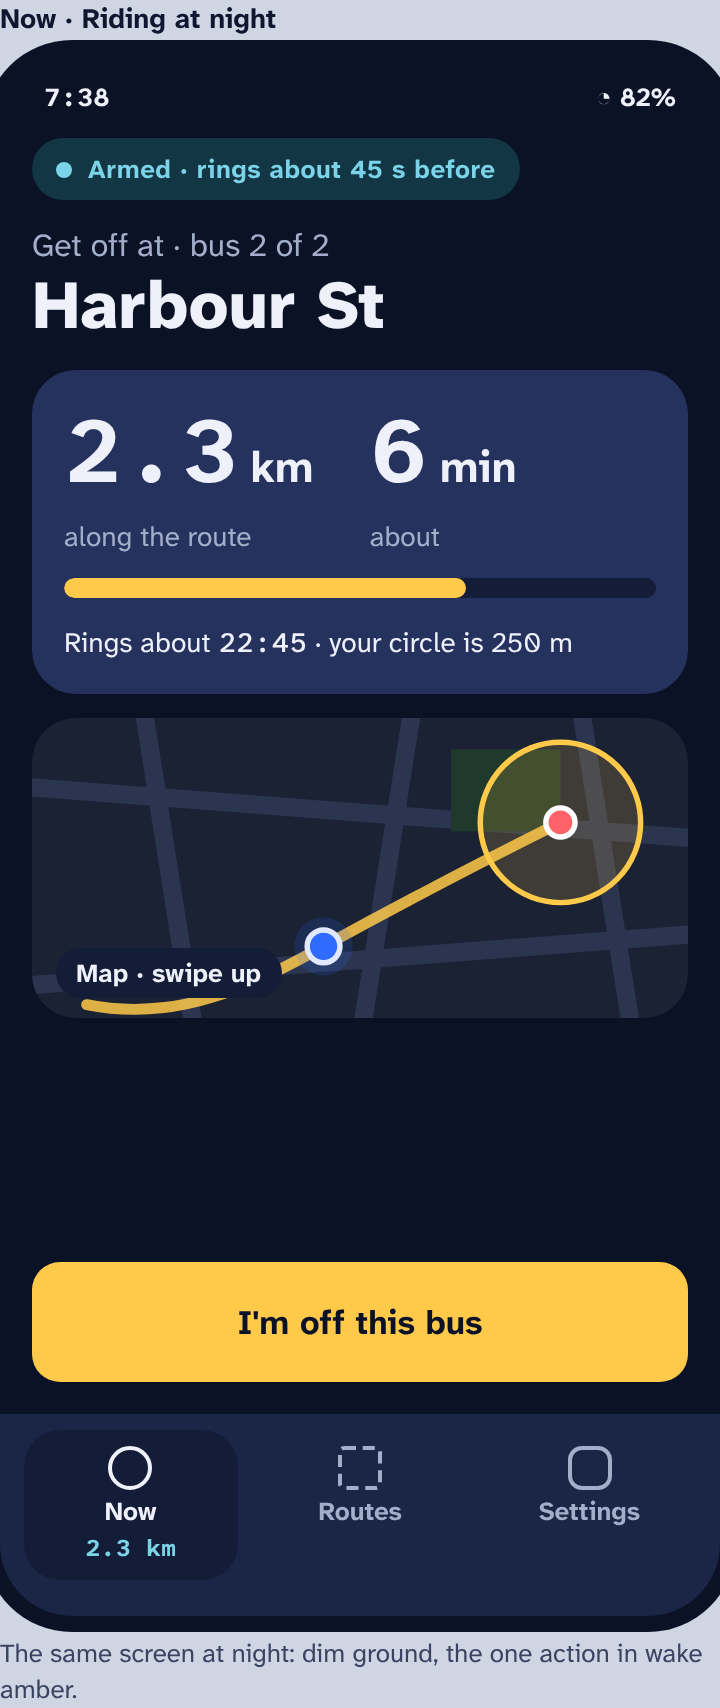 Now · Riding at night
7:38
82%
Armed · rings about 45 s before
Get off at · bus 2 of 2
Harbour St
2.3 km 6 min
along the route about
Rings about 22:45 · your circle is 250 m
Map · swipe up
I'm off this bus
Now Routes Settings
2.3 km
The same screen at night: dim ground, the one action in wake
amber.